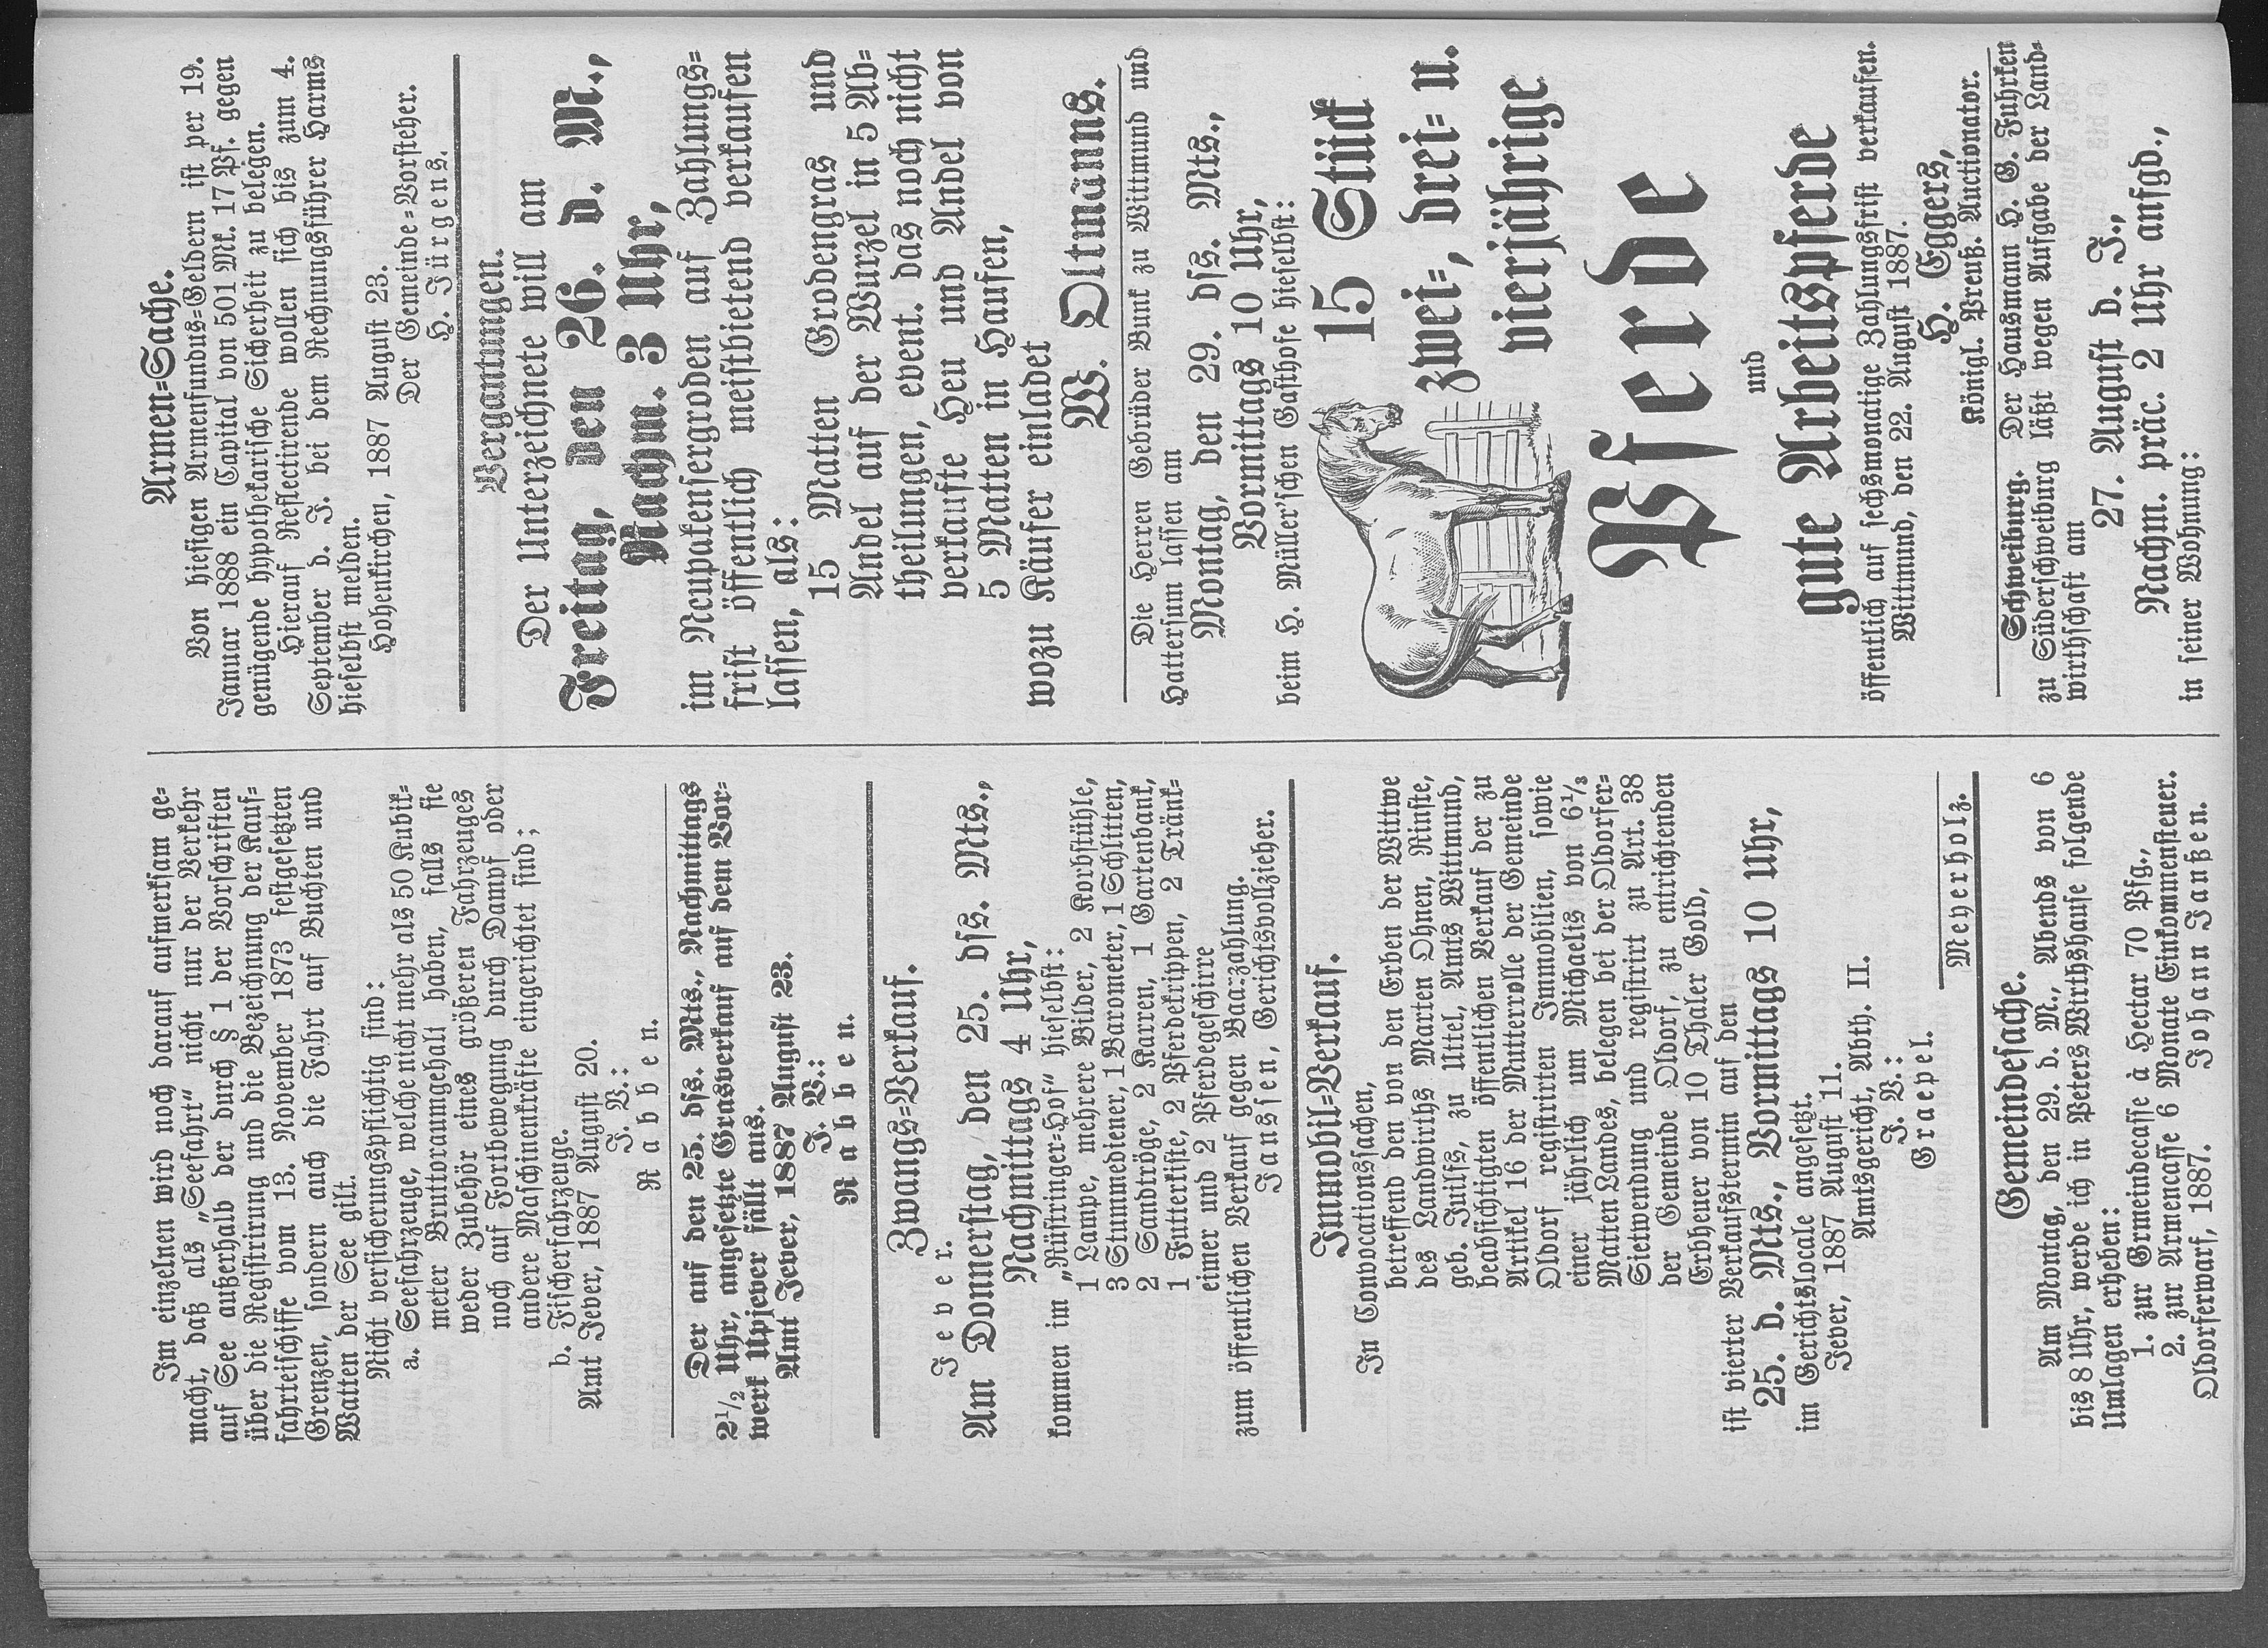 Im einzelnen wird noch darauf aufmerksam ge=
macht, daß als „Seefahrt" nicht nur der Verkehr
auf See außerhalb der durch § 1 der Vorschriften
über die Registrirung und die Bezeichnung der Kauf=
fahrteischiffe vom 13. November 1873 festgesetzten
Grenzen, sondern auch die Fahrt auf Buchten und
Watten der See gilt.
Nicht versicherungspflichtig sind:
a. Seefahrzeuge, welche nicht mehr als 50 Kubik=
meter Bruttoraumgehalt haben, falls sie
weder Zubehör eines größeren Fahrzeuges
noch auf Fortbewegung durch Dampf oder
andere Maschinenkräfte eingerichtet sind;
b. Fischerfahrzeuge.
Amt Jever, 1887 August 20.
J. V.:
Rabben.
Der auf den 25. dss. Mts., Nachmittags
2½ Uhr, angesetzte Grasverkauf auf dem Vor=
werk Upjever fällt aus.
Amt Jever, 1887 August 23.
J. V.:
Rabben.
Zwangs=Verkauf.
Jever.
Am Donnerstag, den 25. dss. Mts.,
Nachmittags 4 Uhr,
kommen im „Rüstringer=Hof" hieselbst:
1 Lampe, mehrere Bilder, 2 Korbstühle,
3 Stummediener, 1 Barometer, 1 Schlitten,
2 Sandtröge, 2 Karren, 1 Gartenbank,
1 Futterkiste, 2 Pferdekrippen, 2 Tränk=
eimer und 2 Pferdegeschirre
zum öffentlichen Verkauf gegen Baarzahlung.
Janssen, Gerichtsvollzieher.
Immobil=Verkauf.
In Convocationssachen,
betreffend den von den Erben der Wittwe
des Landwirths Marten Ohnen, Rinste,
geb. Juilfs, zu Uttel, Amts Wittmund,
beabsichtigten öffentlichen Verkauf der zu
Artikel 16 der Mutterrolle der Gemeinde
Oldorf registrirten Immobilien, sowie
einer jährlich um Michaelis von 6⅓
Matten Landes, belegen bei der Oldorfer=
Sietwendung und registrirt zu Art. 38
der Gemeinde Oldorf, zu entrichtenden
Erbheuer von 10 Thaler Gold,
ist vierter Verkaufstermin auf den
25. d. Mts., Vormittags 10 Uhr,
im Gerichtslocale angesetzt.
Jever, 1887 August 11.
Amtsgericht, Abth. II.
J. V.:
Graepel.
Meyerholz.
Gemeindesache.
Am Montag, den 29. d. M., Abends von 6
bis 8 Uhr, werde ich in Peters Wirthshause folgende
Umlagen erheben:
1. zur Gemeindecasse à Hectar 70 Pfg.,
2. zur Armencasse 6 Monate Einkommensteuer.
Oldorferwarf, 1887. Johann Janßen.
Armen=Sache.
Von hiesigen Armenfundus=Geldern ist per 19.
Januar 1888 ein Capital von 501 Mk. 17 Pf. gegen
genügende hypothekarische Sicherheit zu belegen.
Hierauf Reflectirende wollen sich bis zum 4.
September d. J. bei dem Rechnungsführer Harms
hieselbst melden.
Hohenkirchen, 1887 August 23.
Der Gemeinde=Vorsteher.
H. Jürgens.
Vergantungen.
Der Unterzeichnete will am
Freitag, den 26. d. M.,
Nachm. 3 Uhr,
im Neupakensergroden auf Zahlungs=
frist öffentlich meistbietend verkaufen
lassen, als:
15 Matten Grodengras und
Andel auf der Wurzel in 5 Ab=
theilungen, event. das noch nicht
verkaufte Heu und Andel von
5 Matten in Haufen,
wozu Käufer einladet
W. Oltmanns.
Die Herren Gebrüder Bunk zu Wittmund und
Hattersum lassen am
Montag, den 29. dss. Mts.,
Vormittags 10 Uhr,
beim H. Müller'schen Gasthofe hieselbst:
15 Stück
zwei=, drei= u.
vierjährige
Pferde
und
gute Arbeitspferde
öffentlich auf sechsmonatige Zahlungsfrist verkaufen.
Wittmund, den 22. August 1887.
H. Eggers,
Königl. Preuß. Auctionator.
Schweiburg. Der Hausmann H. G. Fuhrken
zu Süderschweiburg läßt wegen Aufgabe der Land=
wirthschaft am
27. August d. J.,
Nachm. präc. 2 Uhr anfgd.,
in seiner Wohnung: